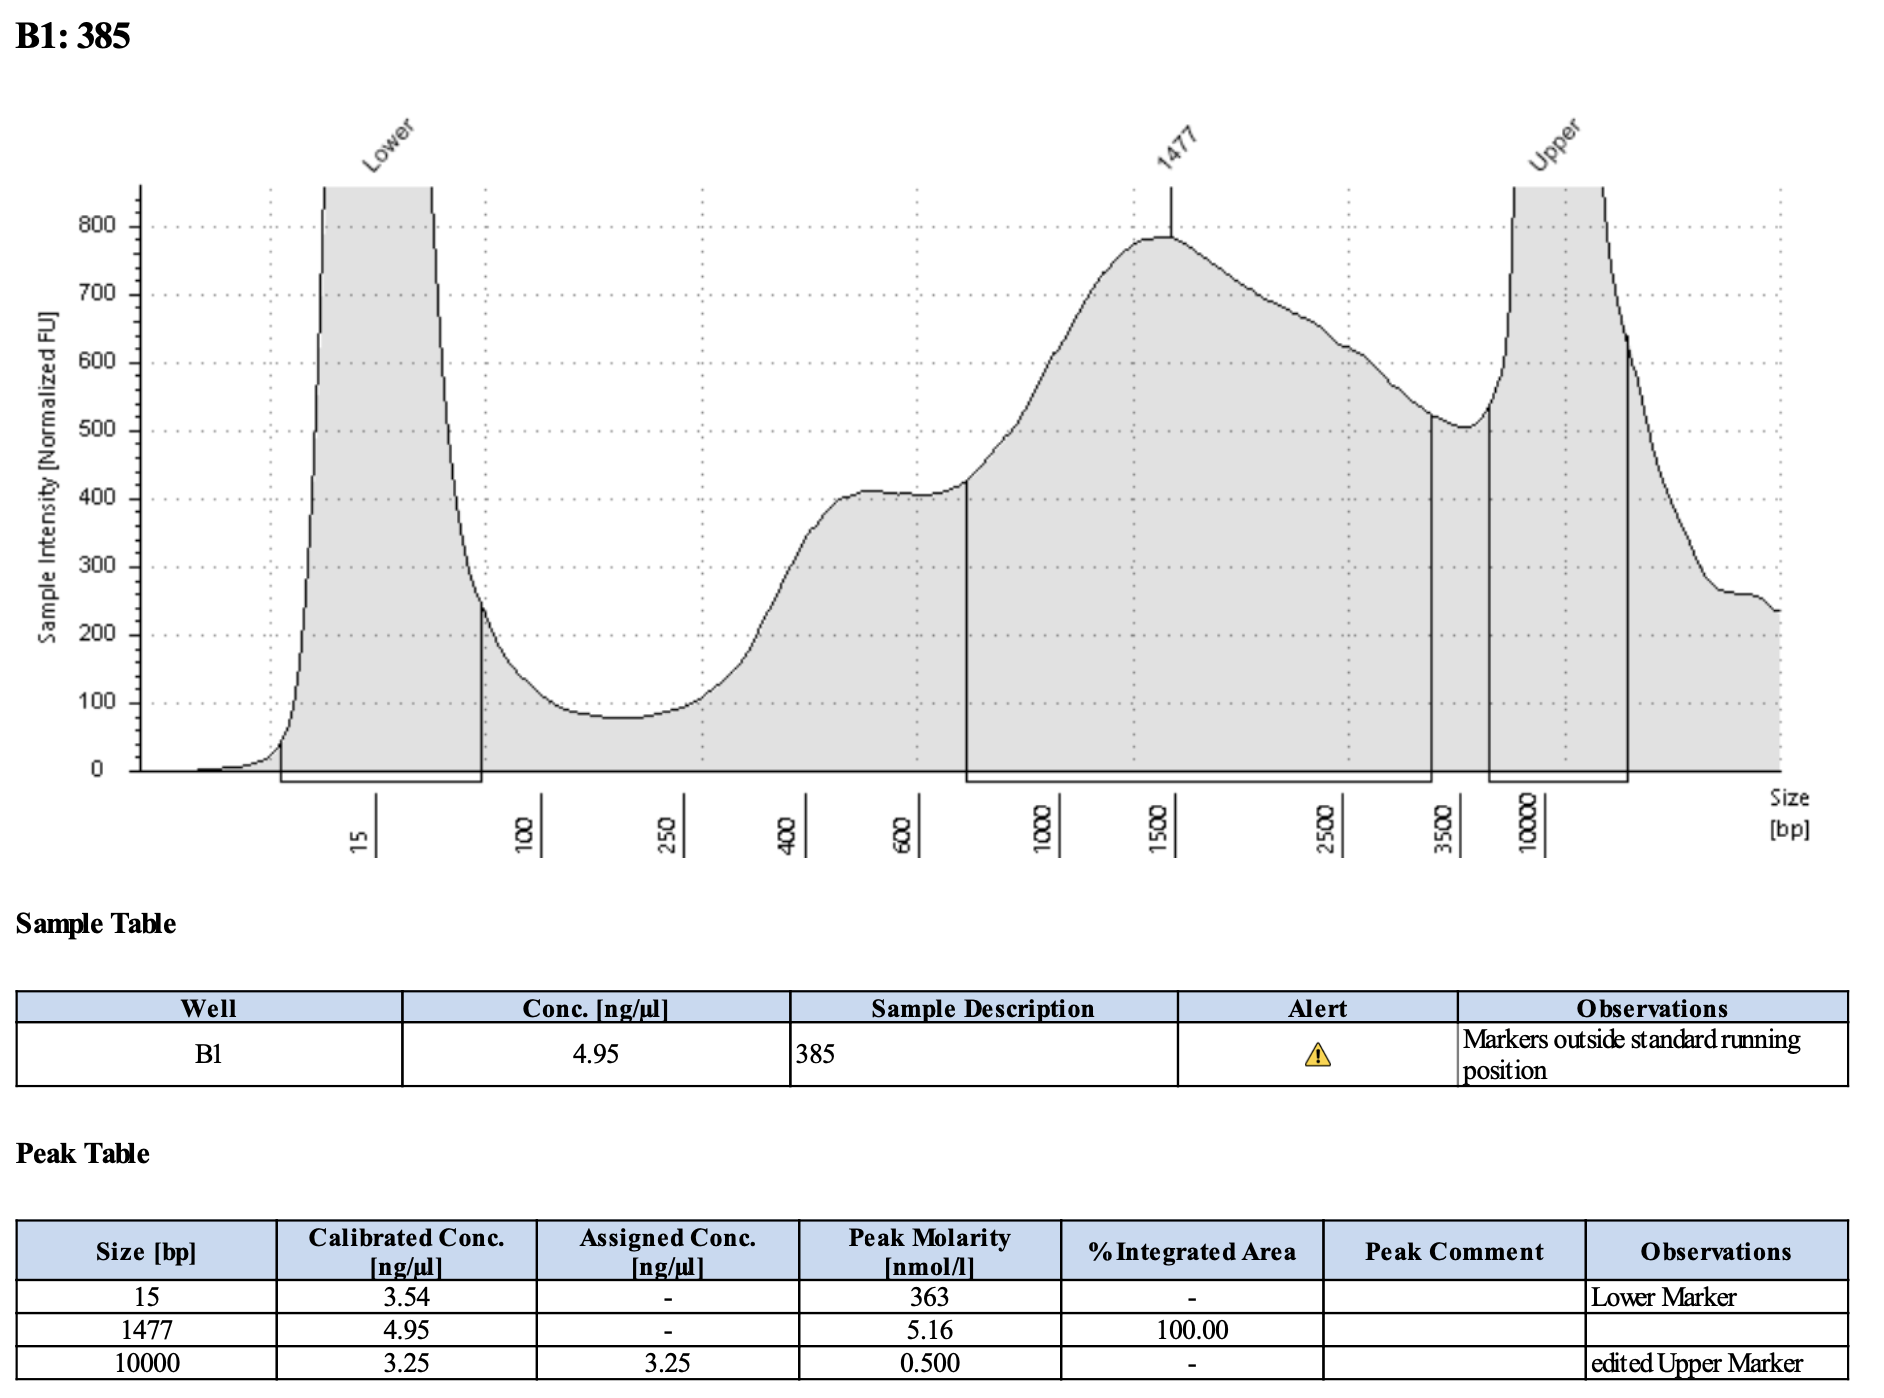 B1: 385
Lower
1477
Upper
Sample Intensity [Normalized FU]
800
700
600
500
400
300
200
100
0
15
100
250
400
600
1000
1500
2500
3500
10000
Size
[bp]
Sample Table
Well Conc. [ng/µl] Sample Description Alert Observations
B1 4.95 385 Markers outside standard running
position
Peak Table
Size [bp] Calibrated Conc. [ng/µl] Assigned Conc. [ng/µl] Peak Molarity [nmol/l] % Integrated Area Peak Comment Observations
15 3.54 - 363 - Lower Marker
1477 4.95 - 5.16 100.00
10000 3.25 3.25 0.500 - edited Upper Marker